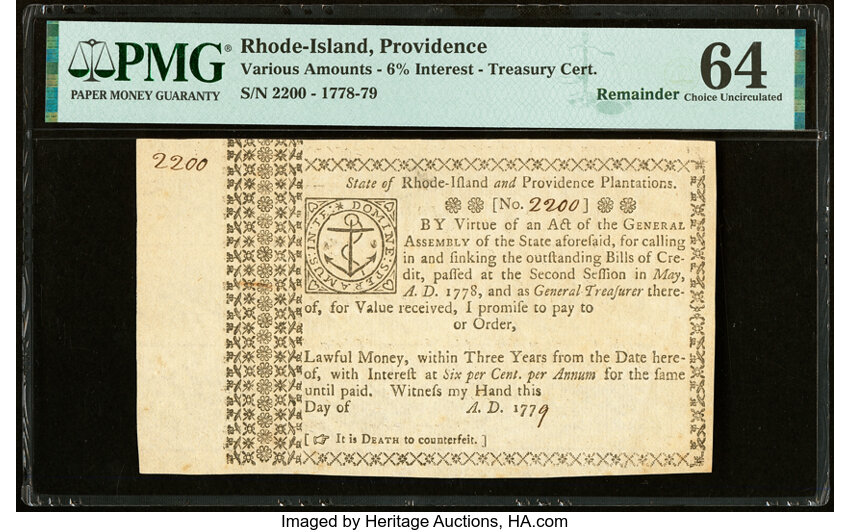 PMG®
PAPER MONEY GUARANTY
Rhode-Island, Providence
Various Amounts - 6% Interest - Treasury Cert.
S/N 2200 - 1778-79
Remainder
64
Choice Uncirculated
2200
State of Rhode-Iſland and Providence Plantations.
[No. 2200]
IN TE ★ DOMINE : SPERAMUS :
BY Virtue of an Act of the GENERAL
ASSEMBLY of the State aforeſaid, for calling
in and ſinking the outſtanding Bills of Cre-
dit, paſſed at the Second Seſſion in May,
A. D. 1778, and as General-Treaſurer there-
of, for Value received, I promiſe to pay to
or Order,
Lawful Money, within Three Years from the Date here-
of, with Intereſt at Six per Cent. per Annum for the ſame
until paid. Witneſs my Hand this
Day of A. D. 1779
[ ☞ It is DEATH to counterfeit. ]
Imaged by Heritage Auctions, HA.com